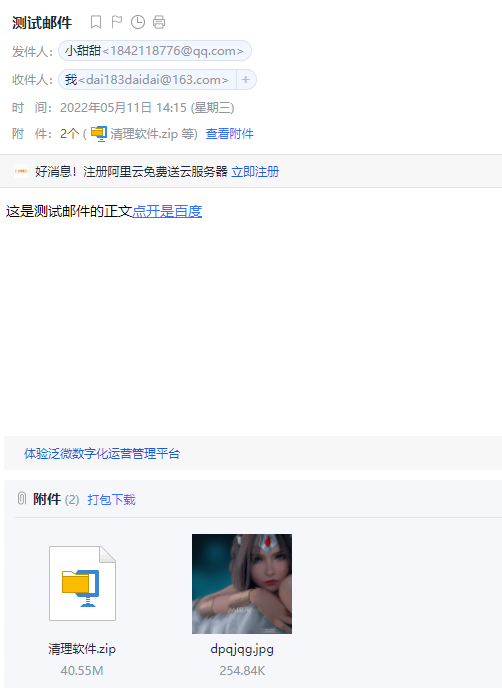 测试邮件
发件人： 小甜甜<1842118776@qq.com>
收件人： 我<dai183daidai@163.com> +
时 间： 2022年05月11日 14:15 (星期三)
附 件： 2个 ( 清理软件.zip 等) 查看附件
好消息！注册阿里云免费送云服务器 立即注册
这是测试邮件的正文点开是百度
体验泛微数字化运营管理平台
附件 (2) 打包下载
清理软件.zip dpqjqg.jpg
40.55M 254.84K